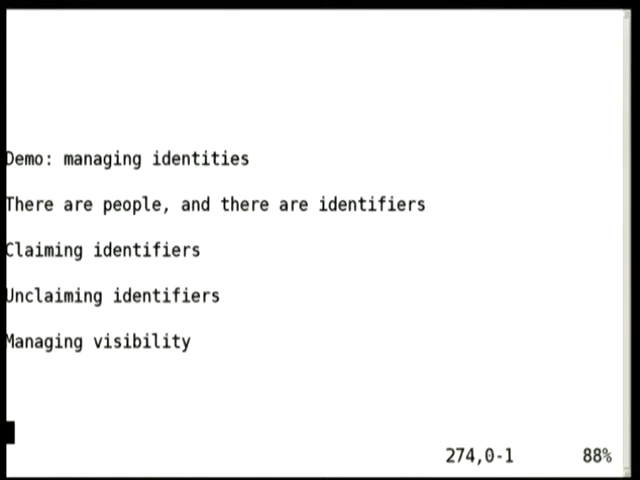 Demo: managing identities
There are people, and there are identifiers
Claiming identifiers
Unclaiming identifiers
Managing visibility
274,0-1 88%